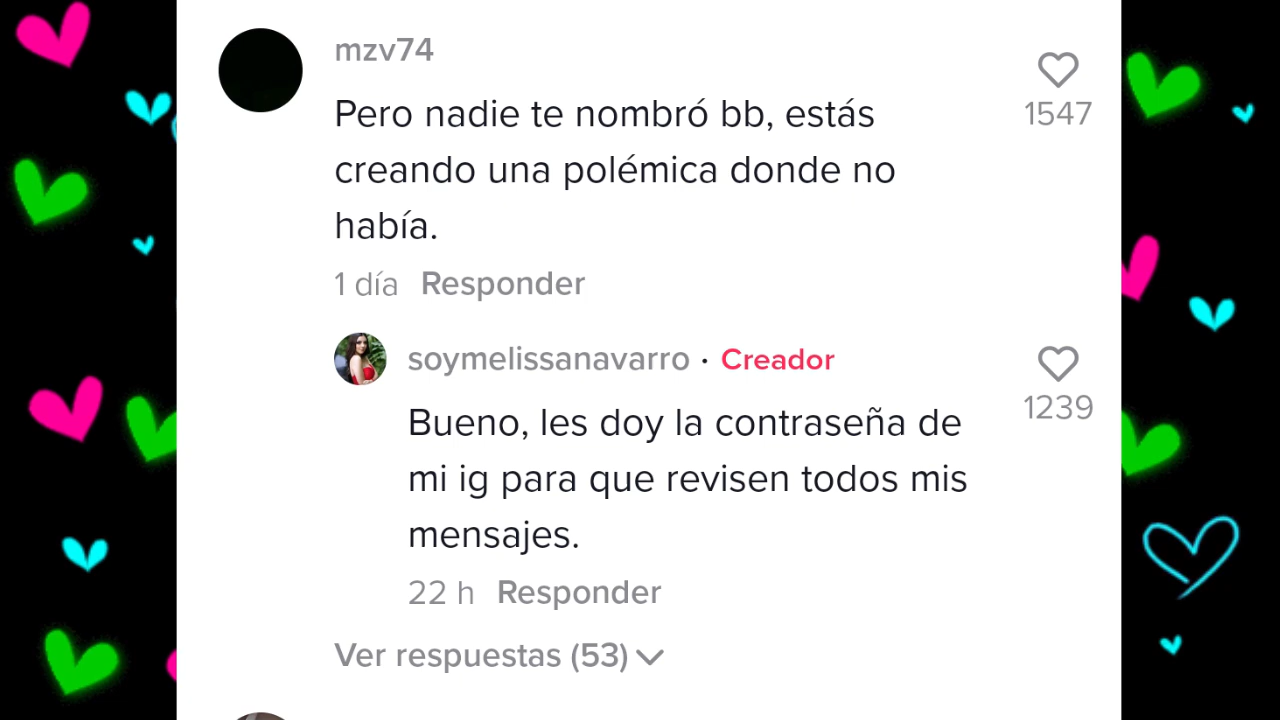 mzv74
1547
Pero nadie te nombró bb, estás
creando una polémica donde no
había.
1 día Responder
soymelissanavarro · Creador
1239
Bueno, les doy la contraseña de
mi ig para que revisen todos mis
mensajes.
22 h Responder
Ver respuestas (53)